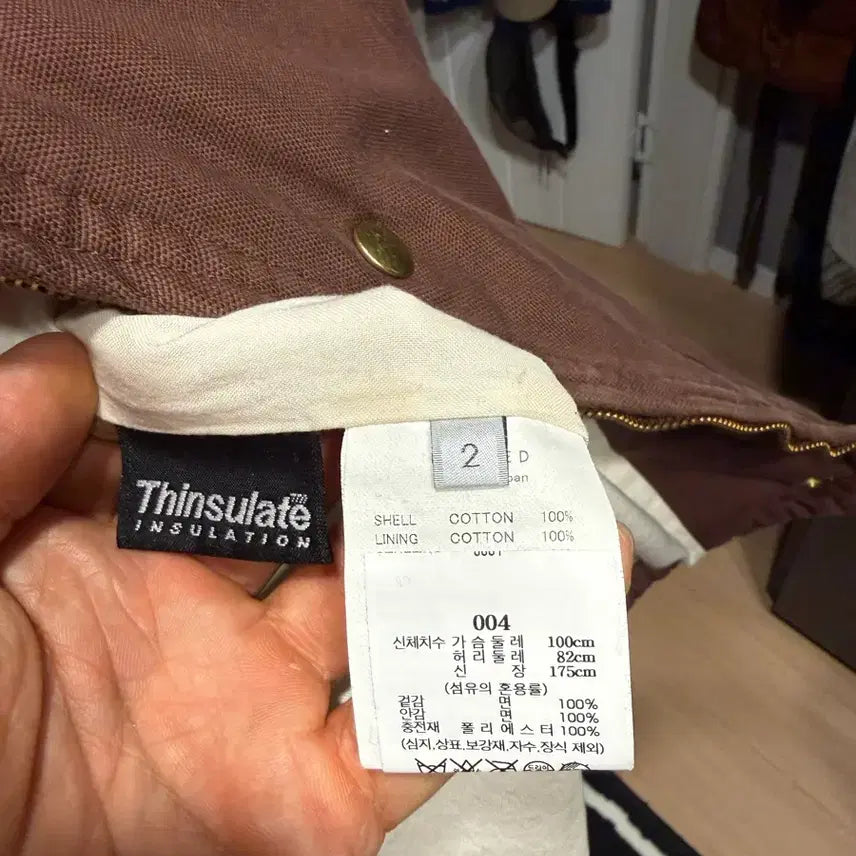 Thinsulate™
INSULATION
2
SHELL COTTON 100%
LINING COTTON 100%
004
신체치수 가슴둘레 100cm
허리둘레 82cm
신장 175cm
(섬유의 혼용률)
겉감 면 100%
안감 면 100%
충전재 폴리에스터 100%
(심지.상표.보강재.자수.장식 제외)